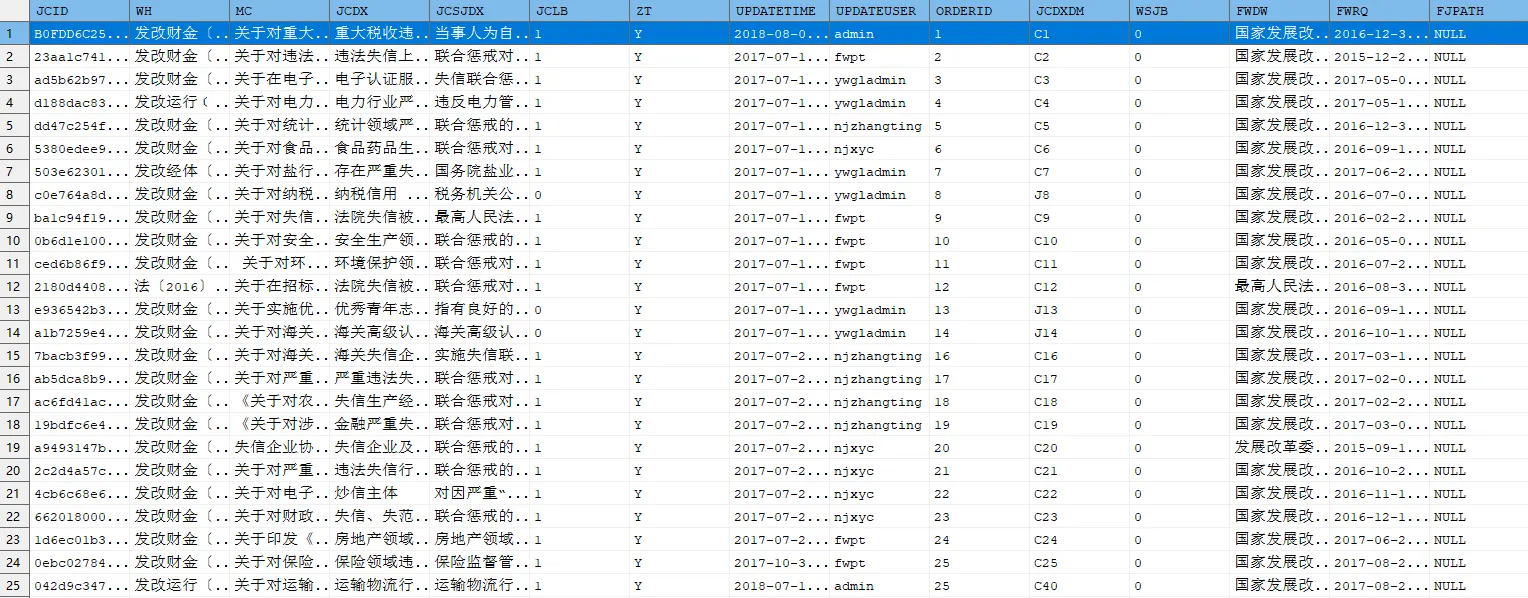 JCID WH MC JCDX JCSJDX JCLB ZT UPDATETIME UPDATEUSER ORDERID JCDXDM WSJB FWDW FWRQ FJPATH
1 B0FDD6C25... 发改财金〔... 关于对重大... 重大税收违... 当事人为自... 1 Y 2018-08-0... admin 1 C1 0 国家发展改... 2016-12-3... NULL
2 23aa1c741... 发改财金〔... 关于对违法... 违法失信上... 联合惩戒对... 1 Y 2017-07-1... fwpt 2 C2 0 国家发展改... 2015-12-2... NULL
3 ad5b62b97... 发改财金〔... 关于在电子... 电子认证服... 失信联合惩... 1 Y 2017-07-1... ywgladmin 3 C3 0 国家发展改... 2017-05-0... NULL
4 d188dac83... 发改运行〔... 关于对电力... 电力行业严... 违反电力管... 1 Y 2017-07-1... ywgladmin 4 C4 0 国家发展改... 2017-05-1... NULL
5 dd47c254f... 发改财金〔... 关于对统计... 统计领域严... 联合惩戒的... 1 Y 2017-07-1... njzhangting 5 C5 0 国家发展改... 2016-12-3... NULL
6 5380edee9... 发改财金〔... 关于对食品... 食品药品生... 联合惩戒对... 1 Y 2017-07-1... njxyc 6 C6 0 国家发展改... 2016-09-1... NULL
7 503e62301... 发改经体〔... 关于对盐行... 存在严重失... 国务院盐业... 1 Y 2017-07-1... ywgladmin 7 C7 0 国家发展改... 2017-06-2... NULL
8 c0e764a8d... 发改财金〔... 关于对纳税... 纳税信用 ... 税务机关公... 0 Y 2017-07-1... ywgladmin 8 J8 0 国家发展改... 2016-07-0... NULL
9 ba1c94f19... 发改财金〔... 关于对失信... 法院失信被... 最高人民法... 1 Y 2017-07-1... fwpt 9 C9 0 国家发展改... 2016-02-2... NULL
10 0b6d1e100... 发改财金〔... 关于对安全... 安全生产领... 联合惩戒的... 1 Y 2017-07-1... fwpt 10 C10 0 国家发展改... 2016-05-0... NULL
11 ced6b86f9... 发改财金〔... 关于对环... 环境保护领... 联合惩戒对... 1 Y 2017-07-1... fwpt 11 C11 0 国家发展改... 2016-07-2... NULL
12 2180d4408... 法〔2016〕... 关于在招标... 法院失信被... 联合惩戒对... 1 Y 2017-07-1... fwpt 12 C12 0 最高人民法... 2016-08-3... NULL
13 e936542b3... 发改财金〔... 关于实施优... 优秀青年志... 指有良好的... 0 Y 2017-07-1... ywgladmin 13 J13 0 国家发展改... 2016-09-1... NULL
14 a1b7259e4... 发改财金〔... 关于对海关... 海关高级认... 海关高级认... 0 Y 2017-07-1... ywgladmin 14 J14 0 国家发展改... 2016-10-1... NULL
15 7bacb3f99... 发改财金〔... 关于对海关... 海关失信企... 实施失信联... 1 Y 2017-07-2... njzhangting 16 C16 0 国家发展改... 2017-03-1... NULL
16 ab5dca8b9... 发改财金〔... 关于对严重... 严重违法失... 联合惩戒对... 1 Y 2017-07-2... njzhangting 17 C17 0 国家发展改... 2017-02-0... NULL
17 ac6fd41ac... 发改财金〔... 《关于对农... 失信生产经... 联合惩戒对... 1 Y 2017-07-2... njzhangting 18 C18 0 国家发展改... 2017-02-2... NULL
18 19bdfc6e4... 发改财金〔... 《关于对涉... 金融严重失... 联合惩戒对... 1 Y 2017-07-2... njzhangting 19 C19 0 国家发展改... 2017-03-0... NULL
19 a9493147b... 发改财金〔... 失信企业协... 失信企业及... 联合惩戒的... 1 Y 2017-07-2... njxyc 20 C20 0 发展改革委... 2015-09-1... NULL
20 2c2d4a57c... 发改财金〔... 关于对严重... 违法失信行... 联合惩戒的... 1 Y 2017-07-2... njxyc 21 C21 0 国家发展改... 2016-10-2... NULL
21 4cb6c68e6... 发改财金〔... 关于对电子... 炒信主体 对因严重“... 1 Y 2017-07-2... njxyc 22 C22 0 国家发展改... 2016-11-1... NULL
22 662018000... 发改财金〔... 关于对财政... 失信、失范... 联合惩戒的... 1 Y 2017-07-2... njxyc 23 C23 0 国家发展改... 2016-12-1... NULL
23 1d6ec01b3... 发改财金〔... 关于印发《... 房地产领域... 房地产领域... 1 Y 2017-07-2... fwpt 24 C24 0 国家发展改... 2017-06-2... NULL
24 0ebc02784... 发改财金〔... 关于对保险... 保险领域违... 保险监督管... 1 Y 2017-10-3... fwpt 25 C25 0 国家发展改... 2017-08-2... NULL
25 042d9c347... 发改运行〔... 关于对运输... 运输物流行... 运输物流行... 1 Y 2018-07-1... admin 25 C40 0 国家发展改... 2017-08-2... NULL